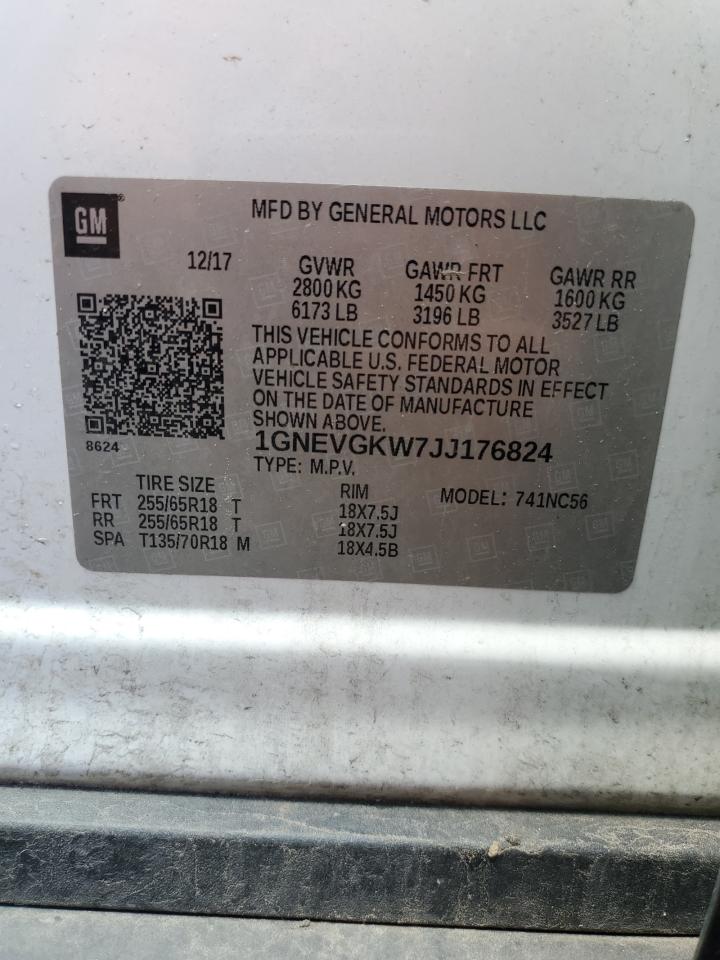 GM®
MFD BY GENERAL MOTORS LLC
12/17
GVWR
2800 KG
6173 LB
GAWR FRT
1450 KG
3196 LB
GAWR RR
1600 KG
3527 LB
THIS VEHICLE CONFORMS TO ALL
APPLICABLE U.S. FEDERAL MOTOR
VEHICLE SAFETY STANDARDS IN EFFECT
ON THE DATE OF MANUFACTURE
SHOWN ABOVE.
8624
1GNEVGKW7JJ176824
TYPE: M.P.V.
MODEL: 741NC56
TIRE SIZE RIM
FRT 255/65R18 T 18X7.5J
RR 255/65R18 T 18X7.5J
SPA T135/70R18 M 18X4.5B